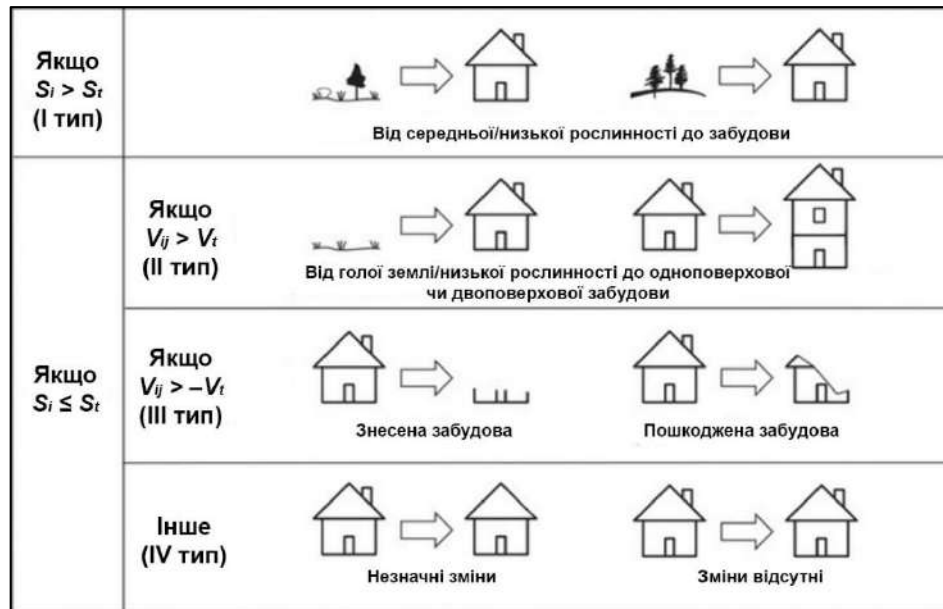 Якщо
Si > St
(І тип)
Від середньої/низької рослинності до забудови
Якщо
Si ≤ St
Якщо
Vij > Vt
(ІІ тип)
Від голої землі/низької рослинності до одноповерхової
чи двоповерхової забудови
Якщо
Vij > –Vt
(ІІІ тип)
Знесена забудова
Пошкоджена забудова
Інше
(IV тип)
Незначні зміни
Зміни відсутні